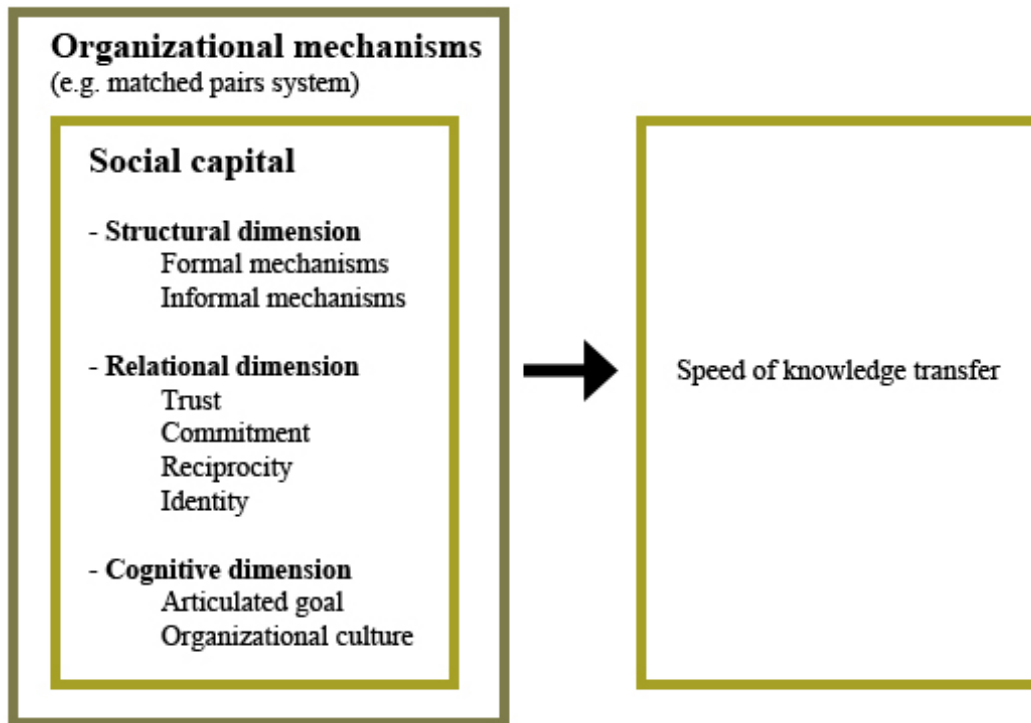 Organizational mechanisms
(e.g. matched pairs system)
Social capital
- Structural dimension
Formal mechanisms
Informal mechanisms
- Relational dimension
Trust
Commitment
Reciprocity
Identity
- Cognitive dimension
Articulated goal
Organizational culture
Speed of knowledge transfer